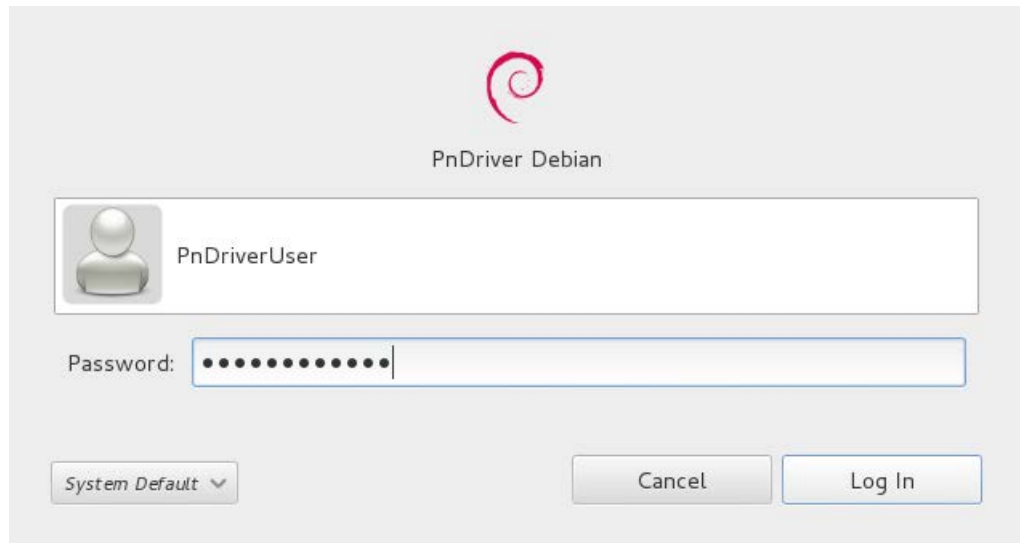 PnDriver Debian
PnDriverUser
Password: ••••••••••••
System Default
Cancel
Log In